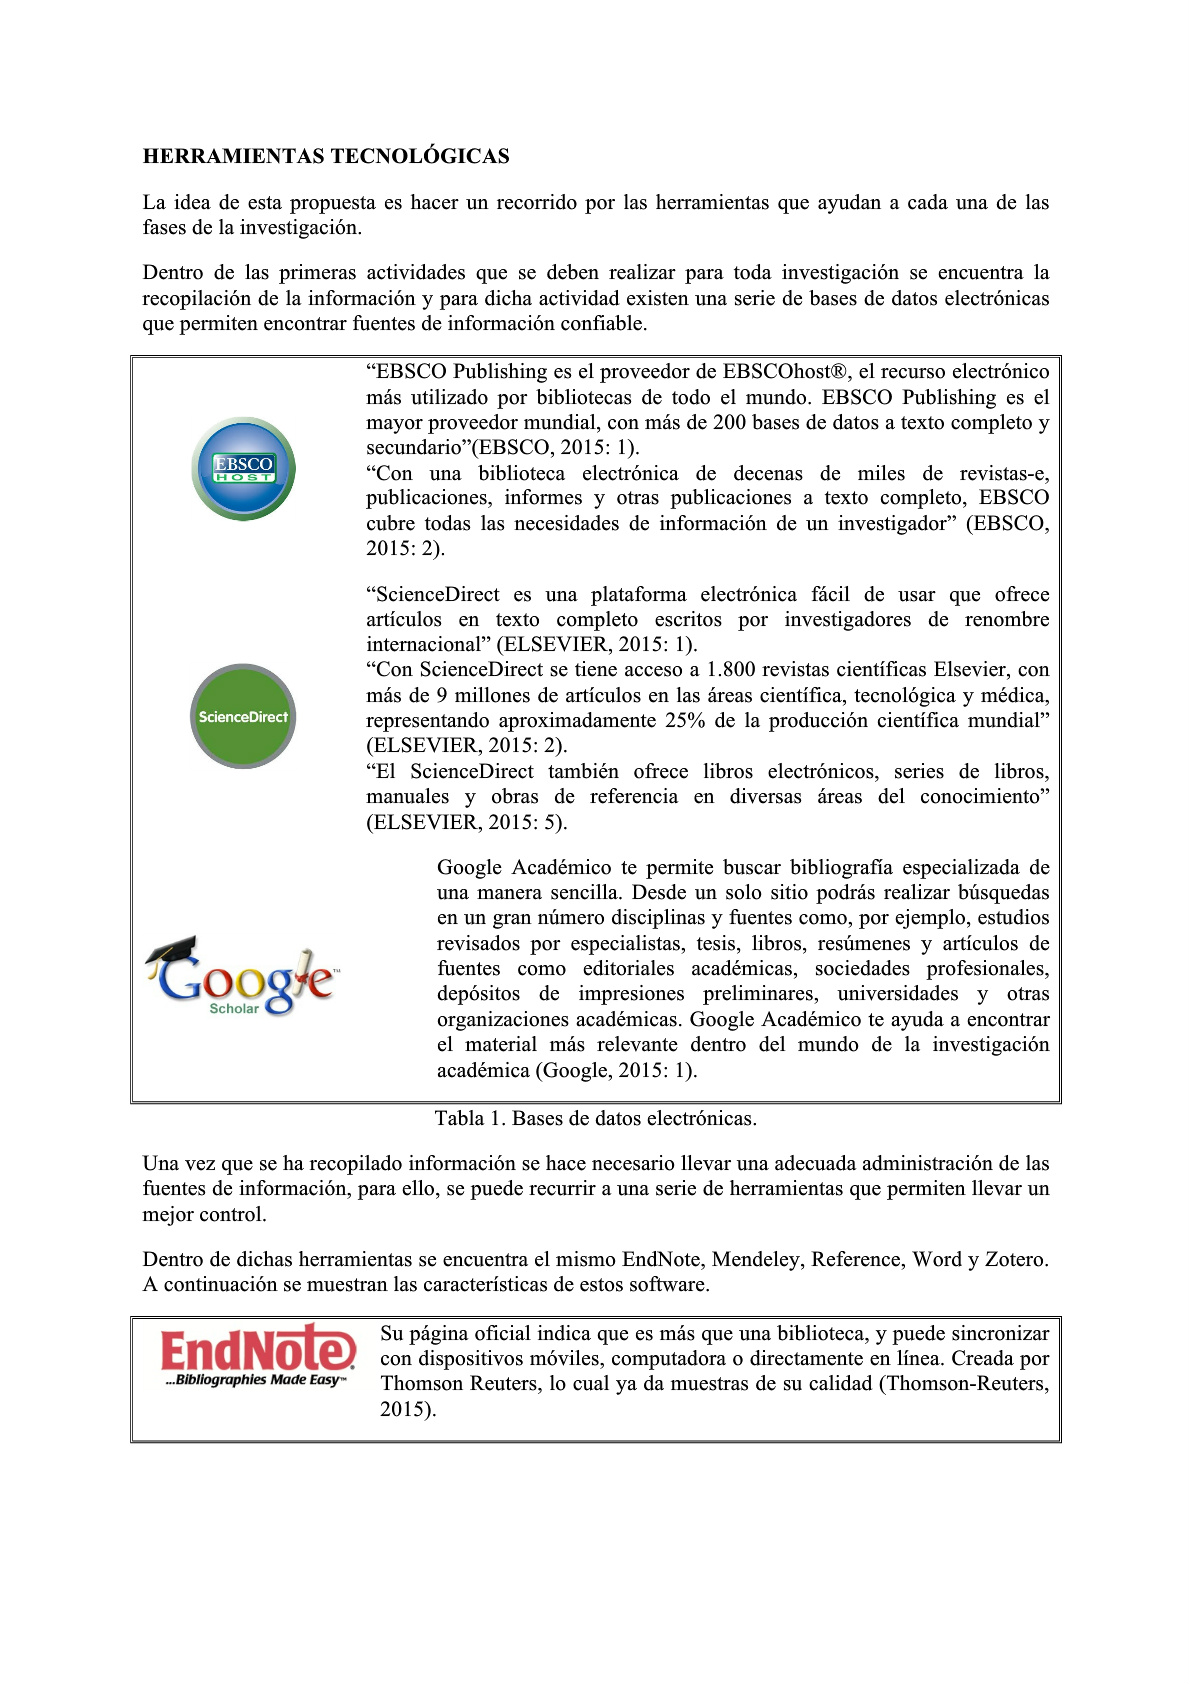 HERRAMIENTAS TECNOLÓGICAS
La idea de esta propuesta es hacer un recorrido por las herramientas que ayudan a cada una de las
fases de la investigación.
Dentro de las primeras actividades que se deben realizar para toda investigación se encuentra la
recopilación de la información y para dicha actividad existen una serie de bases de datos electrónicas
que permiten encontrar fuentes de información confiable.
EBSCO
HOST
“EBSCO Publishing es el proveedor de EBSCOhost®, el recurso electrónico
más utilizado por bibliotecas de todo el mundo. EBSCO Publishing es el
mayor proveedor mundial, con más de 200 bases de datos a texto completo y
secundario”(EBSCO, 2015: 1).
“Con una biblioteca electrónica de decenas de miles de revistas-e,
publicaciones, informes y otras publicaciones a texto completo, EBSCO
cubre todas las necesidades de información de un investigador” (EBSCO,
2015: 2).
ScienceDirect
“ScienceDirect es una plataforma electrónica fácil de usar que ofrece
artículos en texto completo escritos por investigadores de renombre
internacional” (ELSEVIER, 2015: 1).
“Con ScienceDirect se tiene acceso a 1.800 revistas científicas Elsevier, con
más de 9 millones de artículos en las áreas científica, tecnológica y médica,
representando aproximadamente 25% de la producción científica mundial”
(ELSEVIER, 2015: 2).
“El ScienceDirect también ofrece libros electrónicos, series de libros,
manuales y obras de referencia en diversas áreas del conocimiento”
(ELSEVIER, 2015: 5).
Google™
Scholar
Google Académico te permite buscar bibliografía especializada de
una manera sencilla. Desde un solo sitio podrás realizar búsquedas
en un gran número disciplinas y fuentes como, por ejemplo, estudios
revisados por especialistas, tesis, libros, resúmenes y artículos de
fuentes como editoriales académicas, sociedades profesionales,
depósitos de impresiones preliminares, universidades y otras
organizaciones académicas. Google Académico te ayuda a encontrar
el material más relevante dentro del mundo de la investigación
académica (Google, 2015: 1).
Tabla 1. Bases de datos electrónicas.
Una vez que se ha recopilado información se hace necesario llevar una adecuada administración de las
fuentes de información, para ello, se puede recurrir a una serie de herramientas que permiten llevar un
mejor control.
Dentro de dichas herramientas se encuentra el mismo EndNote, Mendeley, Reference, Word y Zotero.
A continuación se muestran las características de estos software.
EndNote®
...Bibliographies Made Easy™
Su página oficial indica que es más que una biblioteca, y puede sincronizar
con dispositivos móviles, computadora o directamente en línea. Creada por
Thomson Reuters, lo cual ya da muestras de su calidad (Thomson-Reuters,
2015).